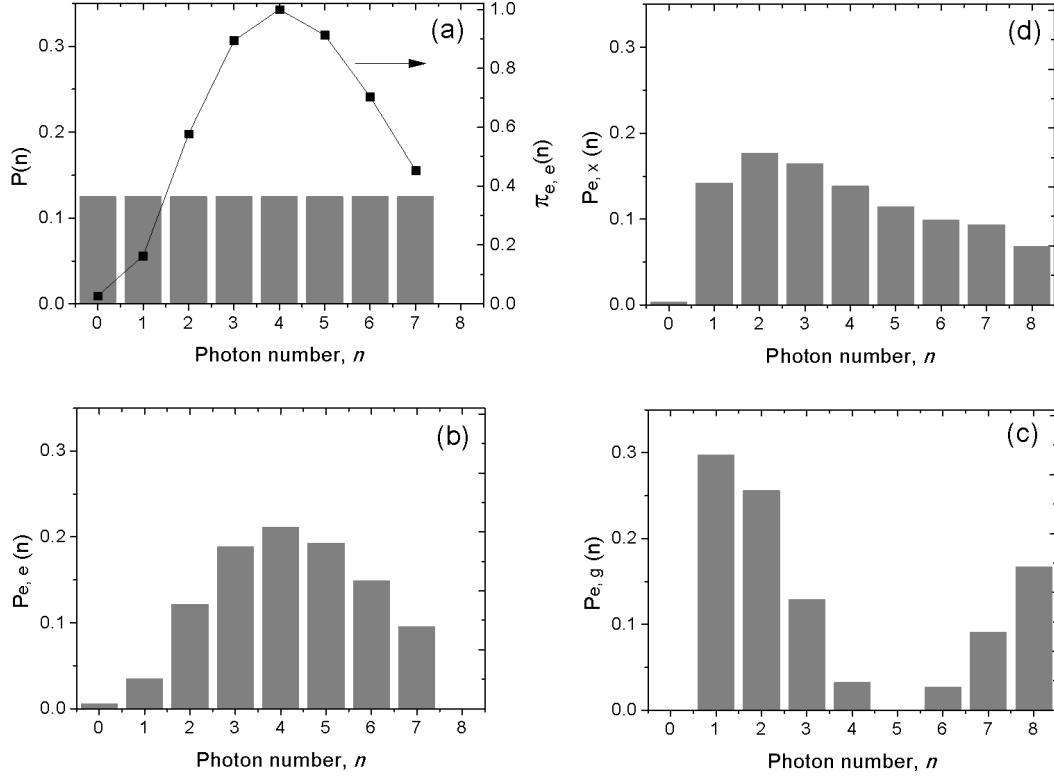 (a)
P(n)
0.3
0.2
0.1
0.0
1.0
0.8
0.6
0.4
0.2
0.0
πe, e(n)
0 1 2 3 4 5 6 7 8
Photon number, n
(d)
Pe, x (n)
0.3
0.2
0.1
0.0
0 1 2 3 4 5 6 7 8
Photon number, n
(b)
Pe, e (n)
0.3
0.2
0.1
0.0
0 1 2 3 4 5 6 7 8
Photon number, n
(c)
Pe, g (n)
0.3
0.2
0.1
0.0
0 1 2 3 4 5 6 7 8
Photon number, n